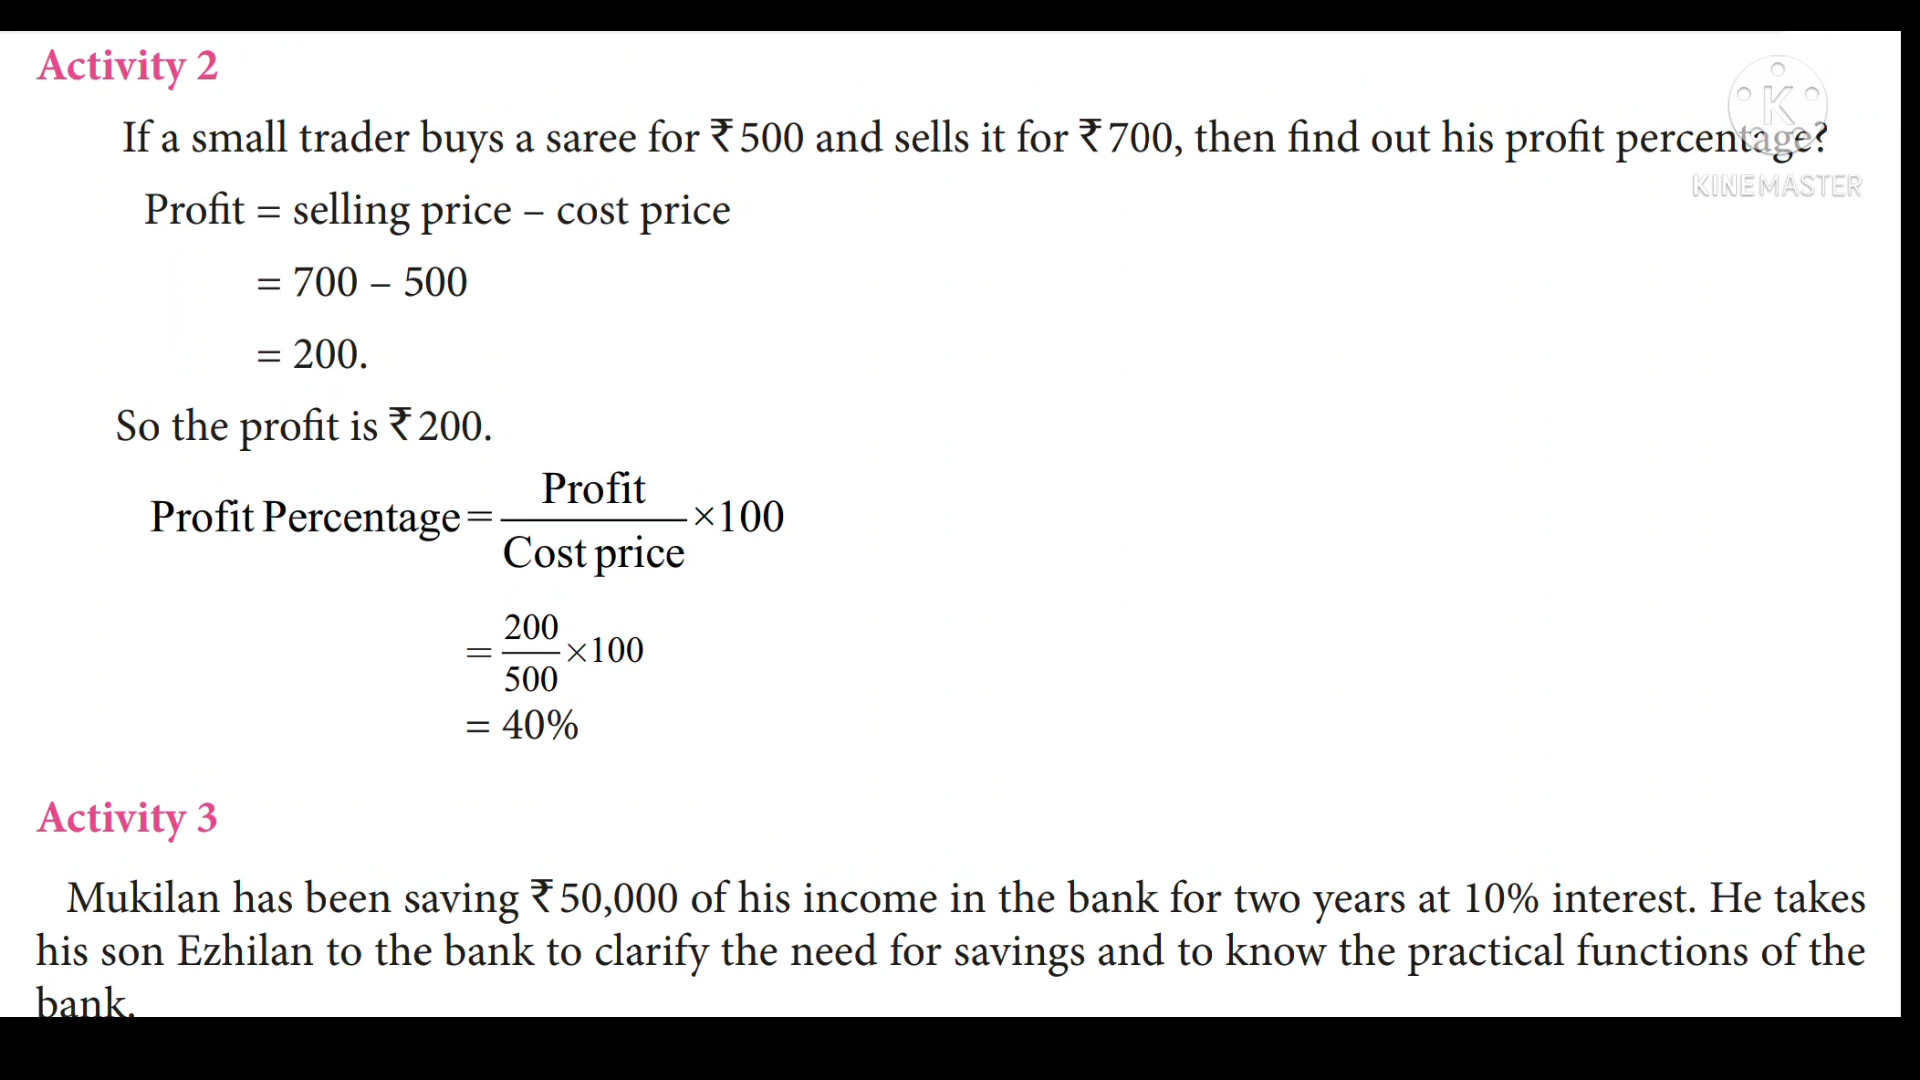 Activity 2
If a small trader buys a saree for ₹ 500 and sells it for ₹ 700, then find out his profit percentage?
KINEMASTER
Profit = selling price – cost price
= 700 – 500
= 200.
So the profit is ₹ 200.
Profit Percentage = Profit / Cost price ×100
= 200 / 500 ×100
= 40%
Activity 3
Mukilan has been saving ₹ 50,000 of his income in the bank for two years at 10% interest. He takes
his son Ezhilan to the bank to clarify the need for savings and to know the practical functions of the
bank.